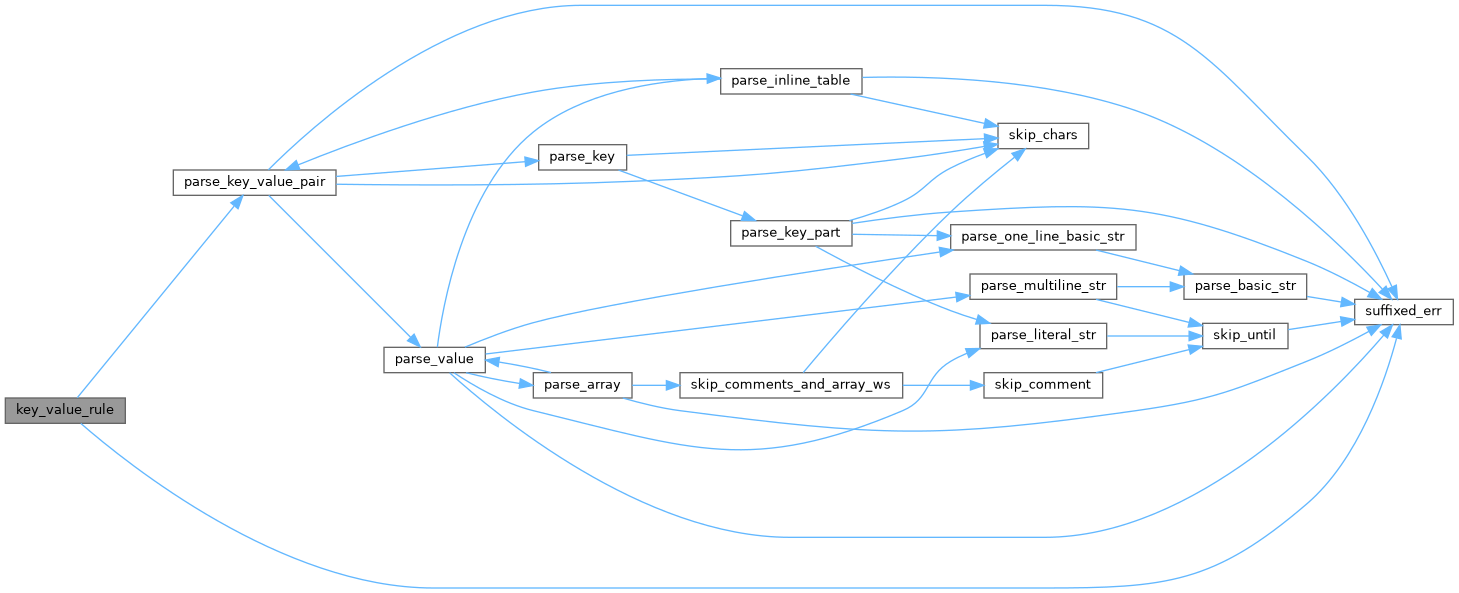 parse_inline_table
skip_chars
parse_key
parse_key_value_pair
parse_key_part
parse_one_line_basic_str
parse_multiline_str
parse_basic_str
suffixed_err
parse_literal_str
skip_until
parse_value
parse_array
skip_comments_and_array_ws
skip_comment
key_value_rule